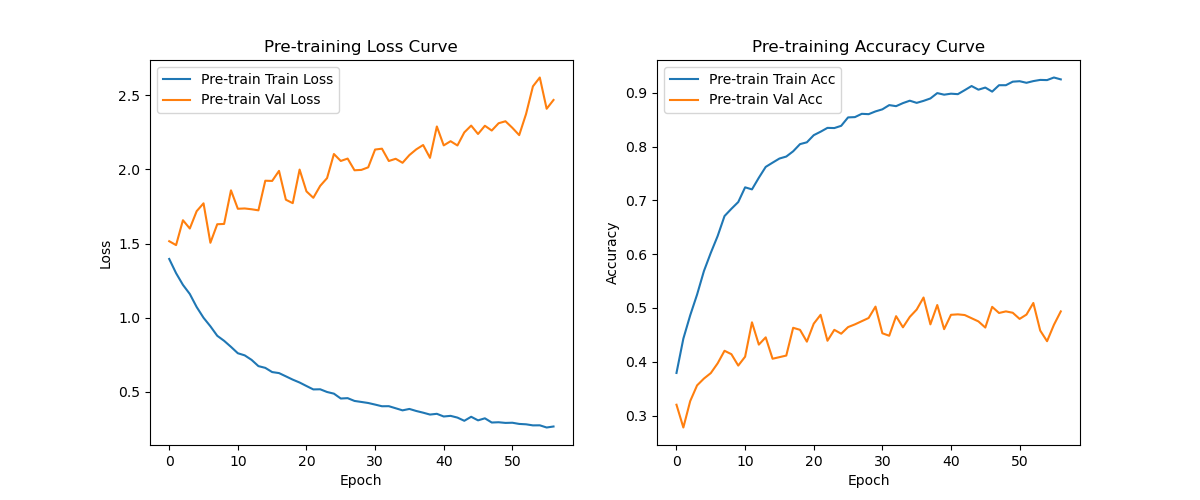 Pre-training Loss Curve
Pre-train Train Loss
Pre-train Val Loss
2.5
2.0
1.5
1.0
0.5
Loss
0
10
20
30
40
50
Epoch
Pre-training Accuracy Curve
Pre-train Train Acc
Pre-train Val Acc
0.9
0.8
0.7
0.6
0.5
0.4
0.3
Accuracy
0
10
20
30
40
50
Epoch